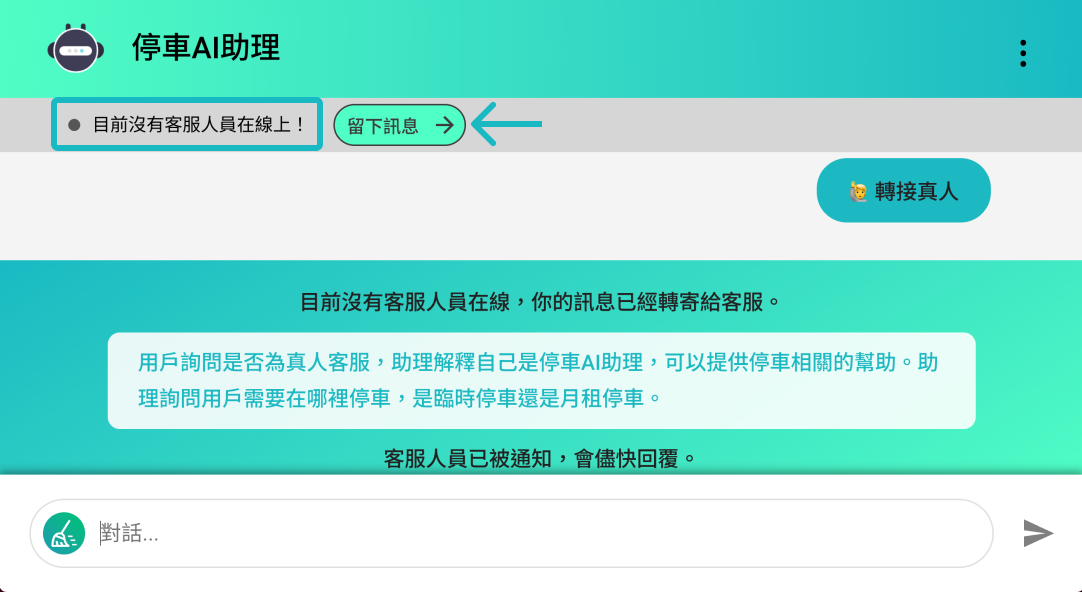 停車AI助理
目前沒有客服人員在線上！
留下訊息
🙋 轉接真人
目前沒有客服人員在線，你的訊息已經轉寄給客服。
用戶詢問是否為真人客服，助理解釋自己是停車AI助理，可以提供停車相關的幫助。助
理詢問用戶需要在哪裡停車，是臨時停車還是月租停車。
客服人員已被通知，會儘快回覆。
對話...